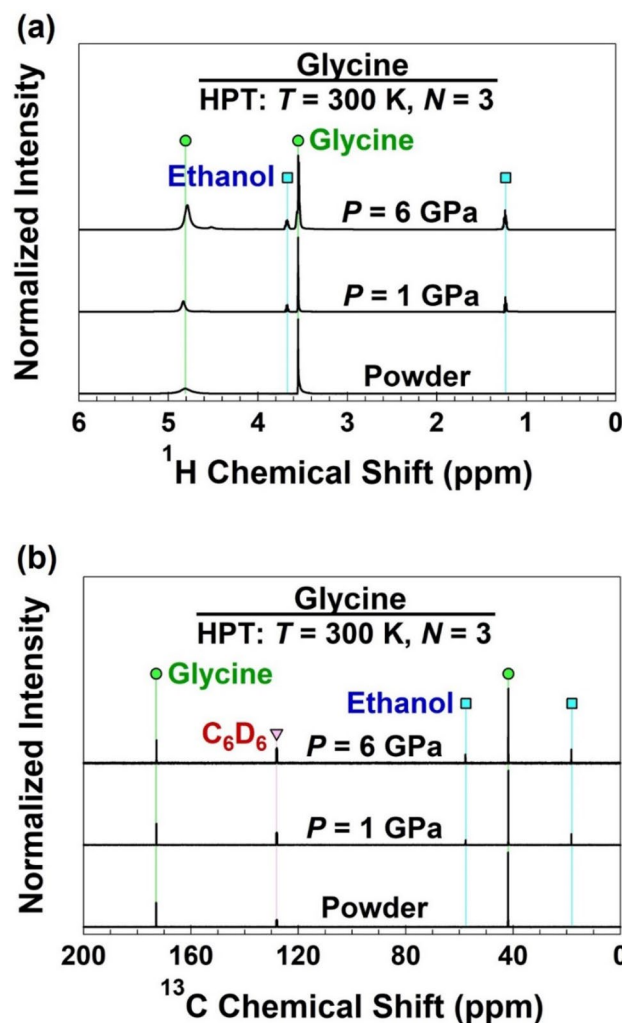 (a)
Glycine
HPT: T = 300 K, N = 3
Glycine
Ethanol
P = 6 GPa
P = 1 GPa
Powder
Normalized Intensity
6 5 4 3 2 1 0
¹H Chemical Shift (ppm)
(b)
Glycine
HPT: T = 300 K, N = 3
Glycine
Ethanol
C₆D₆
P = 6 GPa
P = 1 GPa
Powder
Normalized Intensity
200 160 120 80 40 0
¹³C Chemical Shift (ppm)